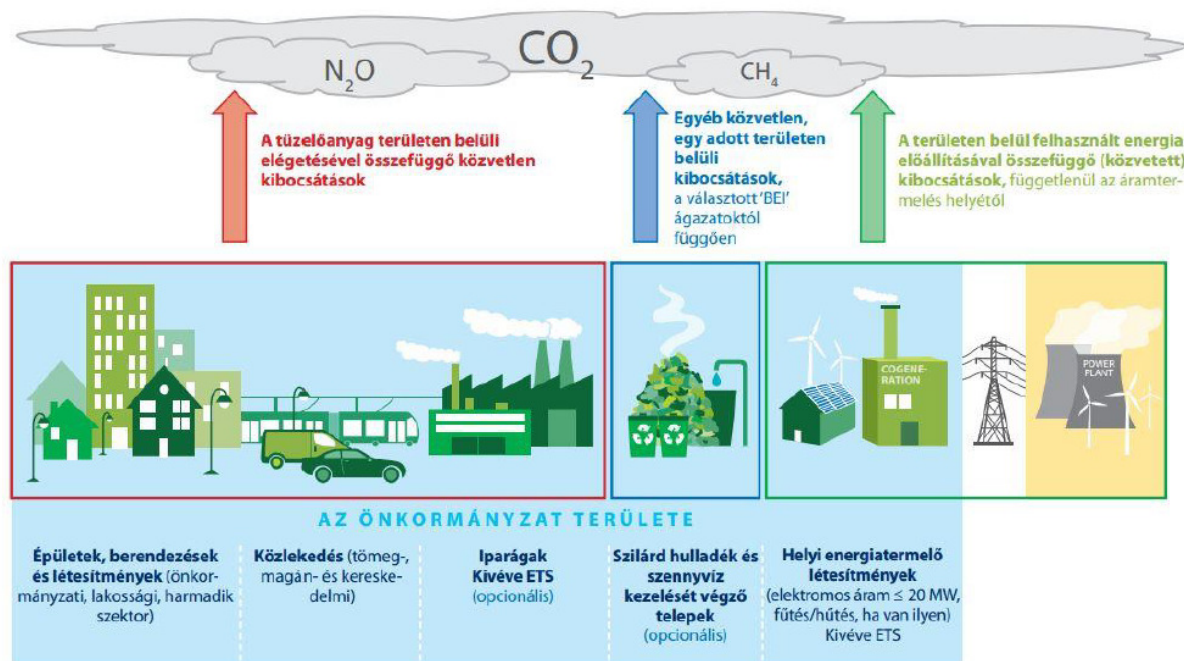 CO₂
N₂O
CH₄
A tüzelőanyag területen belüli
elégetésével összefüggő közvetlen
kibocsátások
Egyéb közvetlen,
egy adott területen
belüli
kibocsátások,
a választott 'BEI'
ágazatoktól
függően
A területen belül felhasznált energia
előállításával összefüggő (közvetett)
kibocsátások, függetlenül az áramter-
melés helyétől
COGENE-
RATION
POWER
PLANT
AZ ÖNKORMÁNYZAT TERÜLETE
Épületek, berendezések
és létesítmények (önkor-
mányzati, lakossági, harmadik
szektor)
Közlekedés (tömeg-,
magán- és kereske-
delmi)
Iparágak
Kivéve ETS
(opcionális)
Szilárd hulladék és
szennyvíz
kezelését végző
telepek
(opcionális)
Helyi energiatermelő
létesítmények
(elektromos áram ≤ 20 MW,
fűtés/hűtés, ha van ilyen)
Kivéve ETS